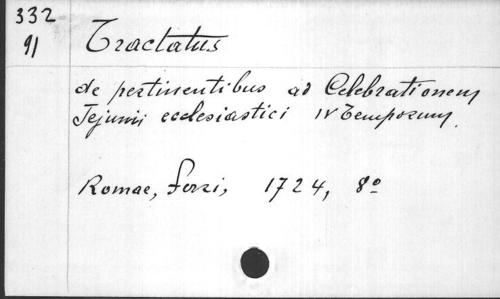 332
91
Tractatus
de pertinentibus ad Celebrationem
Jejunii ecclesiastici IV Temporum.
Romae, Ferri, 1724, 8º